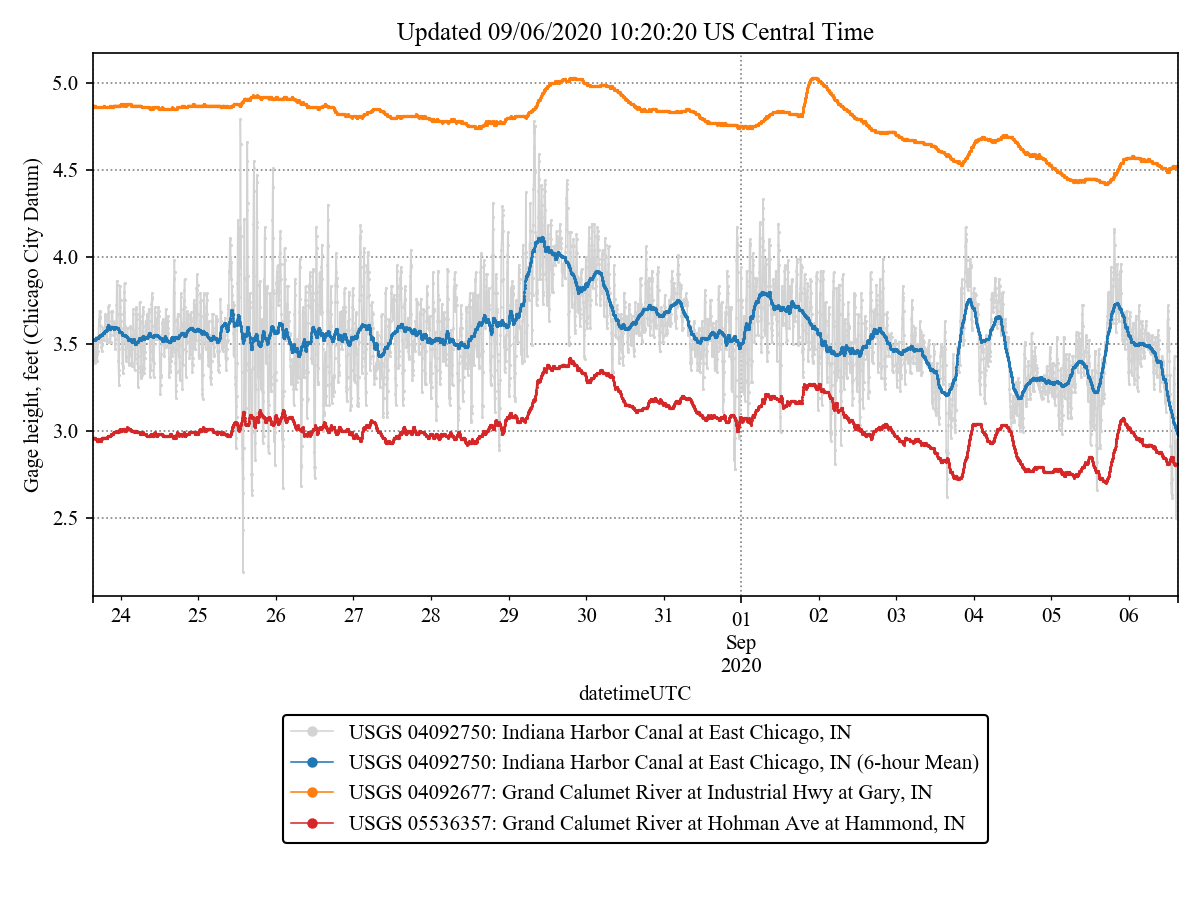 Updated 09/06/2020 10:20:20 US Central Time
Gage height, feet (Chicago City Datum)
5.0
4.5
4.0
3.5
3.0
2.5
24 25 26 27 28 29 30 31 01 02 03 04 05 06
Sep
2020
datetimeUTC
USGS 04092750: Indiana Harbor Canal at East Chicago, IN
USGS 04092750: Indiana Harbor Canal at East Chicago, IN (6-hour Mean)
USGS 04092677: Grand Calumet River at Industrial Hwy at Gary, IN
USGS 05536357: Grand Calumet River at Hohman Ave at Hammond, IN